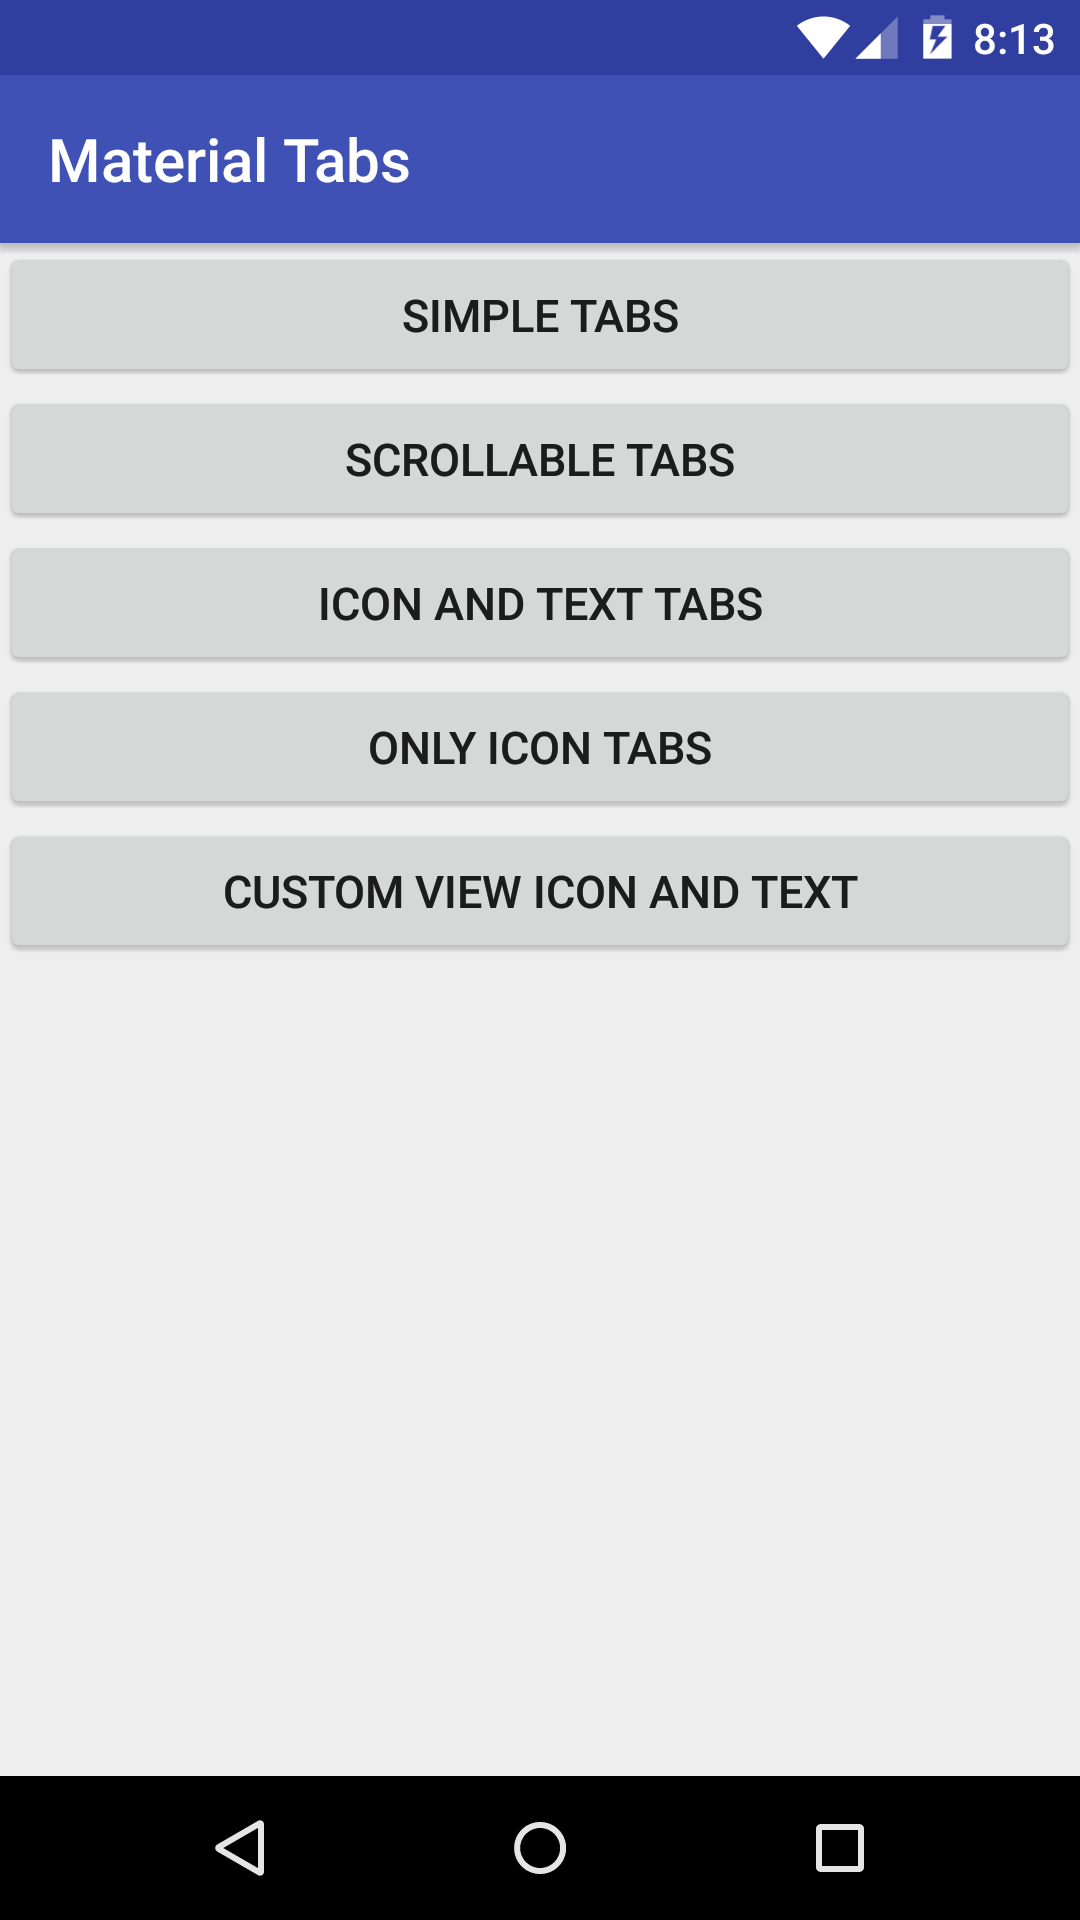 8:13
Material Tabs
SIMPLE TABS
SCROLLABLE TABS
ICON AND TEXT TABS
ONLY ICON TABS
CUSTOM VIEW ICON AND TEXT